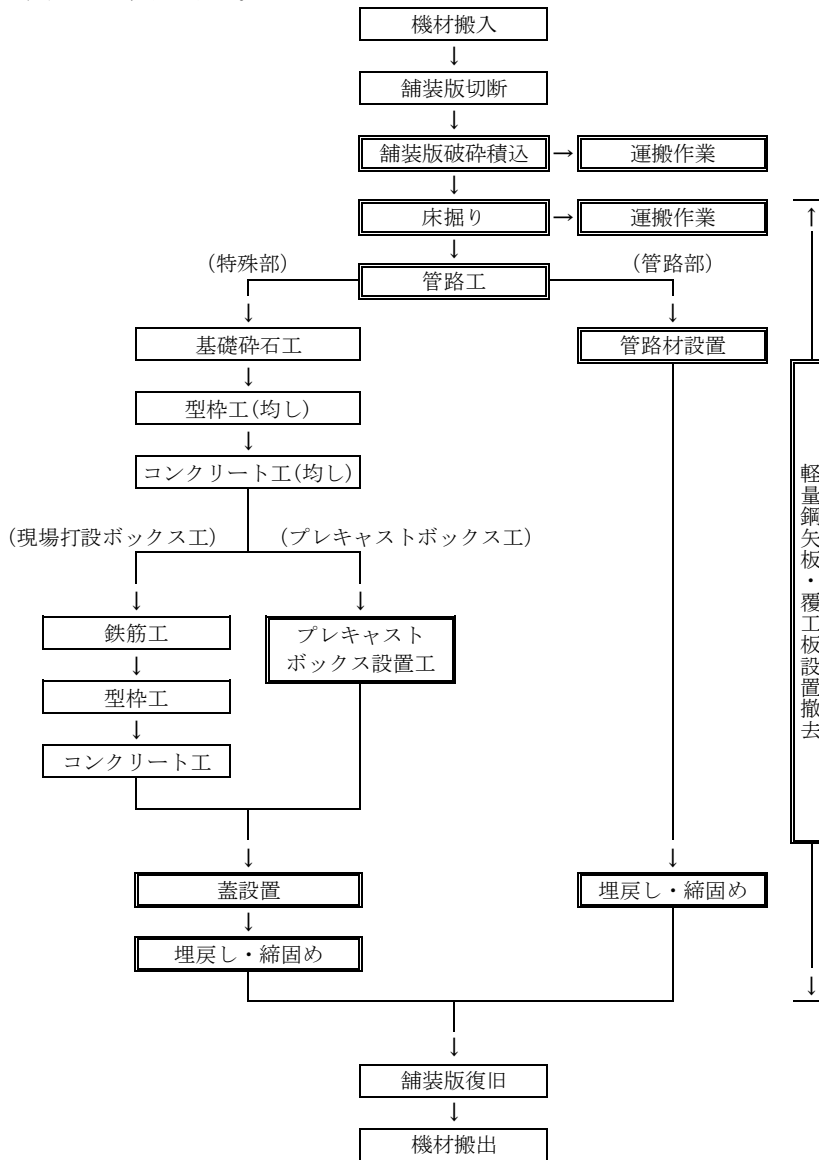 機材搬入
↓
舗装版切断
↓
舗装版破砕積込 → 運搬作業
↓
床掘り → 運搬作業
↓
(特殊部) (管路部)
管路工
↓ ↓
基礎砕石工 管路材設置
↓
型枠工(均し)
↓
コンクリート工(均し)
(現場打設ボックス工) (プレキャストボックス工)
↓ ↓
鉄筋工 プレキャスト
ボックス設置工
↓
型枠工
↓
コンクリート工
軽量鋼矢板・覆工板設置撤去
↓ ↓
蓋設置 埋戻し・締固め
↓
埋戻し・締固め
↓
舗装版復旧
↓
機材搬出